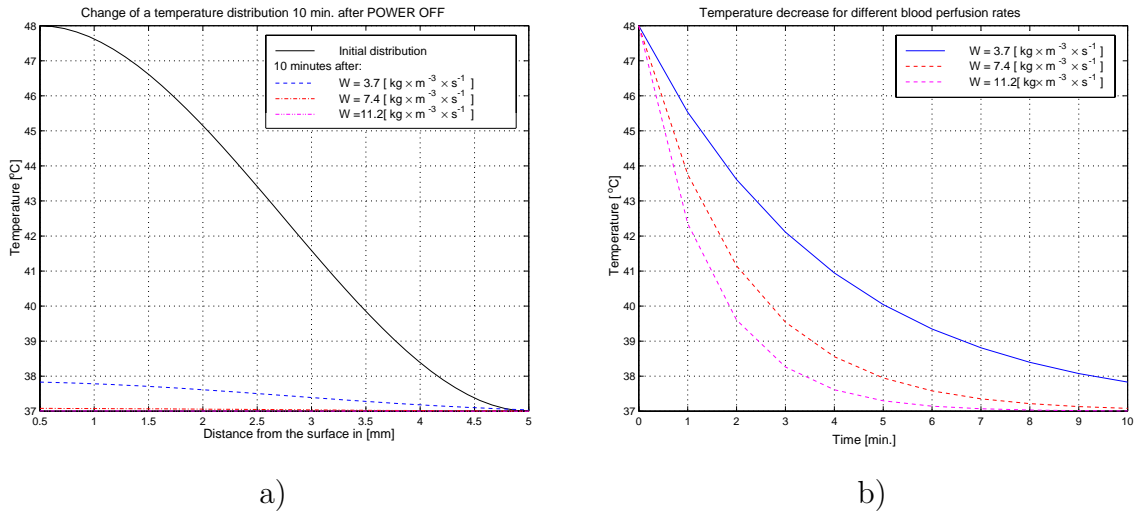 Change of a temperature distribution 10 min. after POWER OFF
48
47
46
45
44
43
42
41
40
39
38
37
Temperature [°C]
Initial distribution
10 minutes after:
W = 3.7 [ kg × m -3 × s-1 ]
W = 7.4 [ kg × m -3 × s-1 ]
W =11.2[ kg × m -3 × s-1 ]
0.5 1 1.5 2 2.5 3 3.5 4 4.5 5
Distance from the surface in [mm]
a)
Temperature decrease for different blood perfusion rates
48
47
46
45
44
43
42
41
40
39
38
37
Temperature [ °C]
W = 3.7 [ kg × m -3 × s-1 ]
W = 7.4 [ kg × m -3 × s-1 ]
W = 11.2[ kg × m -3 × s-1 ]
0 1 2 3 4 5 6 7 8 9 10
Time [min.]
b)